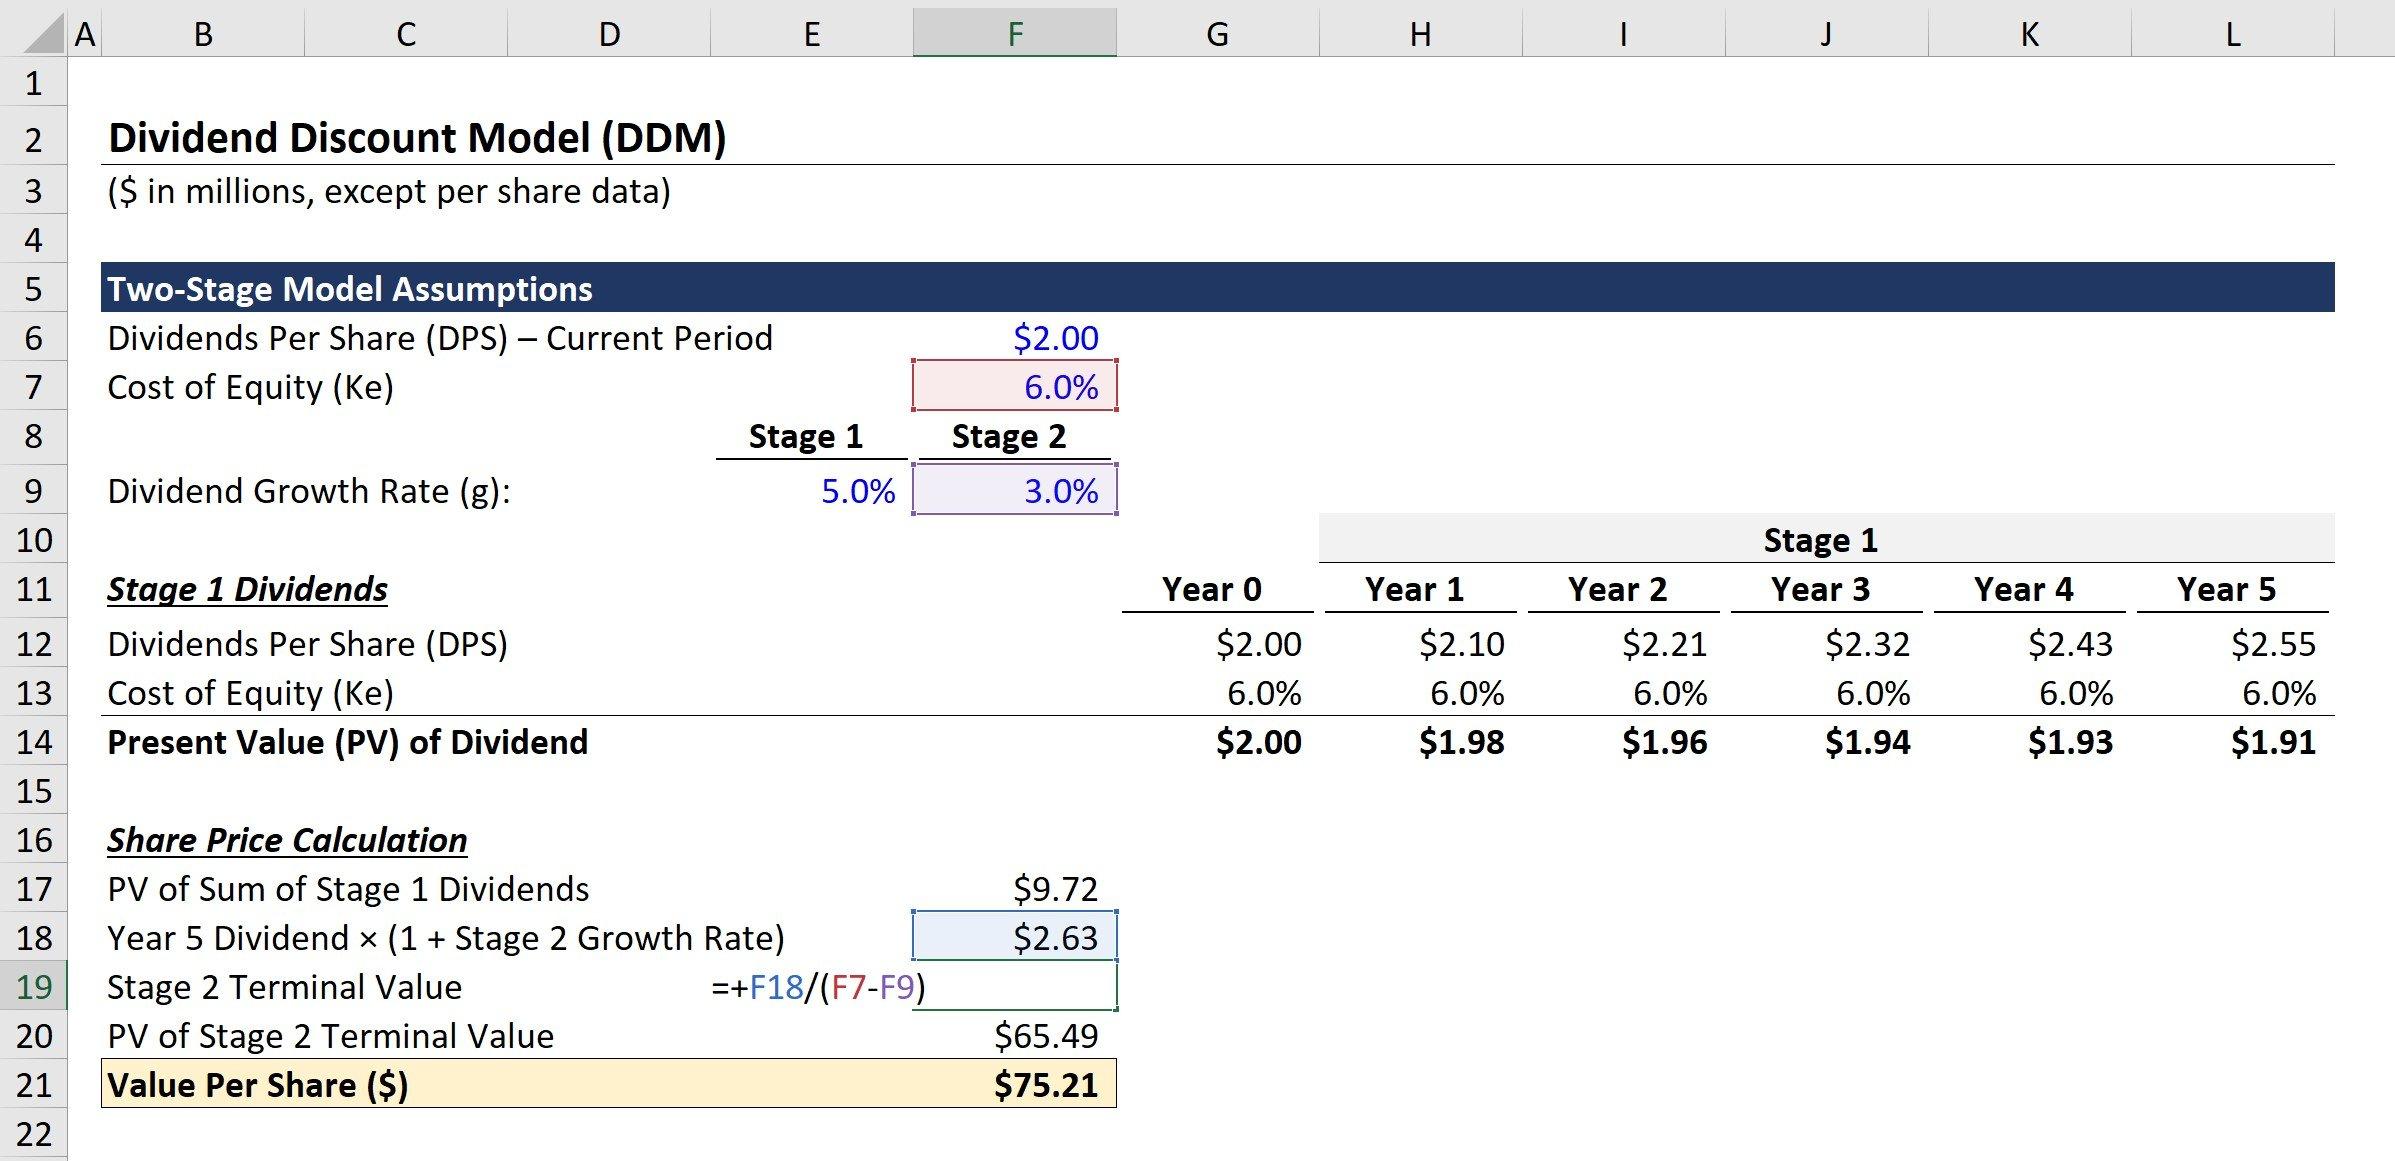 A B C D E F G H I J K L
1
2 Dividend Discount Model (DDM)
3 ($ in millions, except per share data)
4
5 Two-Stage Model Assumptions
6 Dividends Per Share (DPS) – Current Period $2.00
7 Cost of Equity (Ke) 6.0%
8 Stage 1 Stage 2
9 Dividend Growth Rate (g): 5.0% 3.0%
10 Stage 1
11 Stage 1 Dividends Year 0 Year 1 Year 2 Year 3 Year 4 Year 5
12 Dividends Per Share (DPS) $2.00 $2.10 $2.21 $2.32 $2.43 $2.55
13 Cost of Equity (Ke) 6.0% 6.0% 6.0% 6.0% 6.0% 6.0%
14 Present Value (PV) of Dividend $2.00 $1.98 $1.96 $1.94 $1.93 $1.91
15
16 Share Price Calculation
17 PV of Sum of Stage 1 Dividends $9.72
18 Year 5 Dividend × (1 + Stage 2 Growth Rate) $2.63
19 Stage 2 Terminal Value =+F18/(F7-F9)
20 PV of Stage 2 Terminal Value $65.49
21 Value Per Share ($) $75.21
22